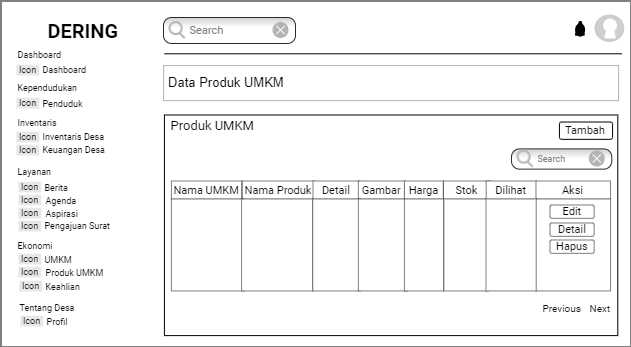 DERING
Search
Dashboard
Icon Dashboard
Kependudukan
Icon Penduduk
Inventaris
Icon Inventaris Desa
Icon Keuangan Desa
Layanan
Icon Berita
Icon Agenda
Icon Aspirasi
Icon Pengajuan Surat
Ekonomi
Icon UMKM
Icon Produk UMKM
Icon Keahlian
Tentang Desa
Icon Profil
Data Produk UMKM
Produk UMKM
Tambah
Search
Nama UMKM Nama Produk Detail Gambar Harga Stok Dilihat Aksi
Edit
Detail
Hapus
Previous Next